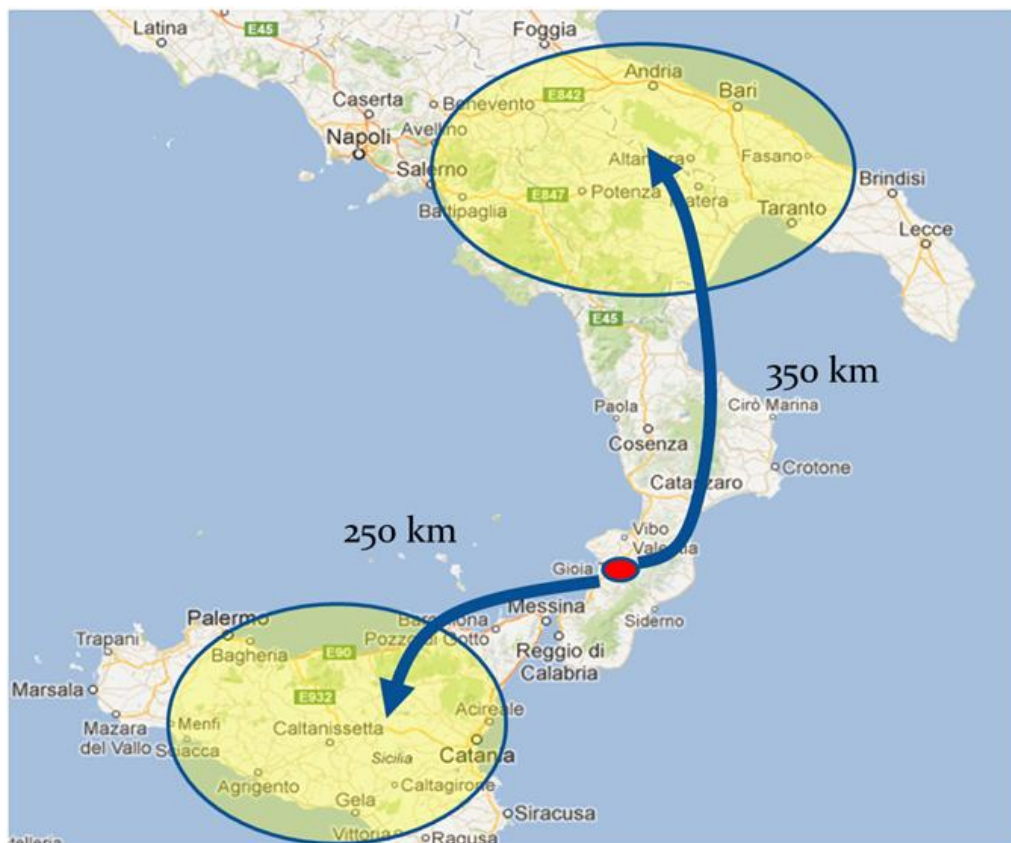 Latina
E45
Foggia
Andria
Bari
Caserta
Benevento
E842
Napoli
Avellino
Salerno
Altamura
Fasano
Brindisi
Battipaglia
E847
Potenza
Matera
Taranto
Lecce
E45
350 km
Paola
Cirò Marina
Cosenza
Crotone
Catanzaro
250 km
Vibo
Valentia
Gioia
Messina
Siderno
Palermo
Barcellona
Pozzo di Gotto
Trapani
Bagheria
E90
Reggio di
Calabria
Marsala
E932
Acireale
Menfi
Mazara
del Vallo
Caltanissetta
Sciacca
Sicilia
Catania
Agrigento
Caltagirone
Gela
Siracusa
Vittoria
Ragusa